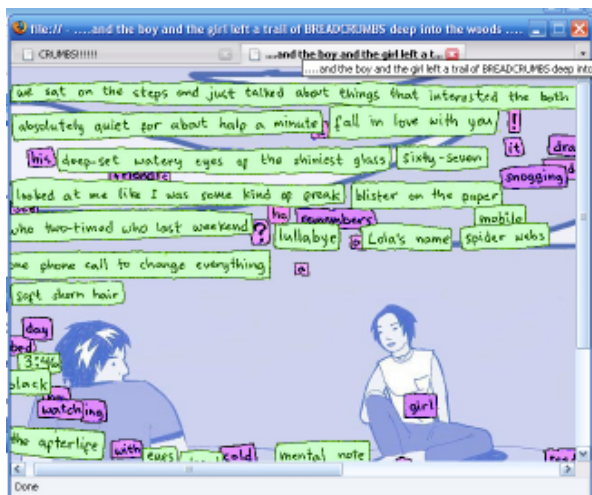 file:// - ....and the boy and the girl left a trail of BREADCRUMBS deep into the woods ....
CRUMBS!!!!!! ....and the boy and the girl left a t...
....and the boy and the girl left a trail of BREADCRUMBS deep into
we sat on the steps and just talked about things that interested the both
absolutely quiet for about half a minute fall in love with you !
his deep-set watery eyes of the shiniest glass sixty-seven it dra
friends snogging
looked at me like I was some kind of freak blister on the paper
who two-timed who last weekend ? he remembers mobile
lullabye Lola's name spider webs
one phone call to change everything a
soft shorn hair
day
bed
3:46
black
watching girl
the afterlife with ears cold mental note
Done